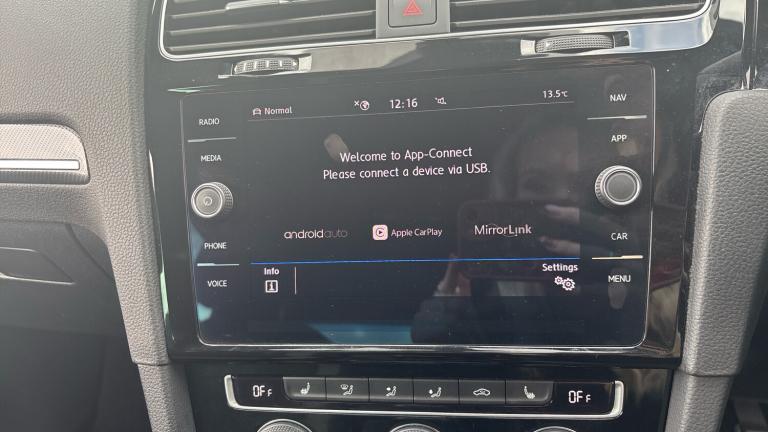 Normal
12:16
13.5°C
RADIO
MEDIA
PHONE
VOICE
NAV
APP
CAR
MENU
Welcome to App-Connect
Please connect a device via USB.
androidauto
Apple CarPlay
MirrorLink
Info
Settings
OFF
OFF